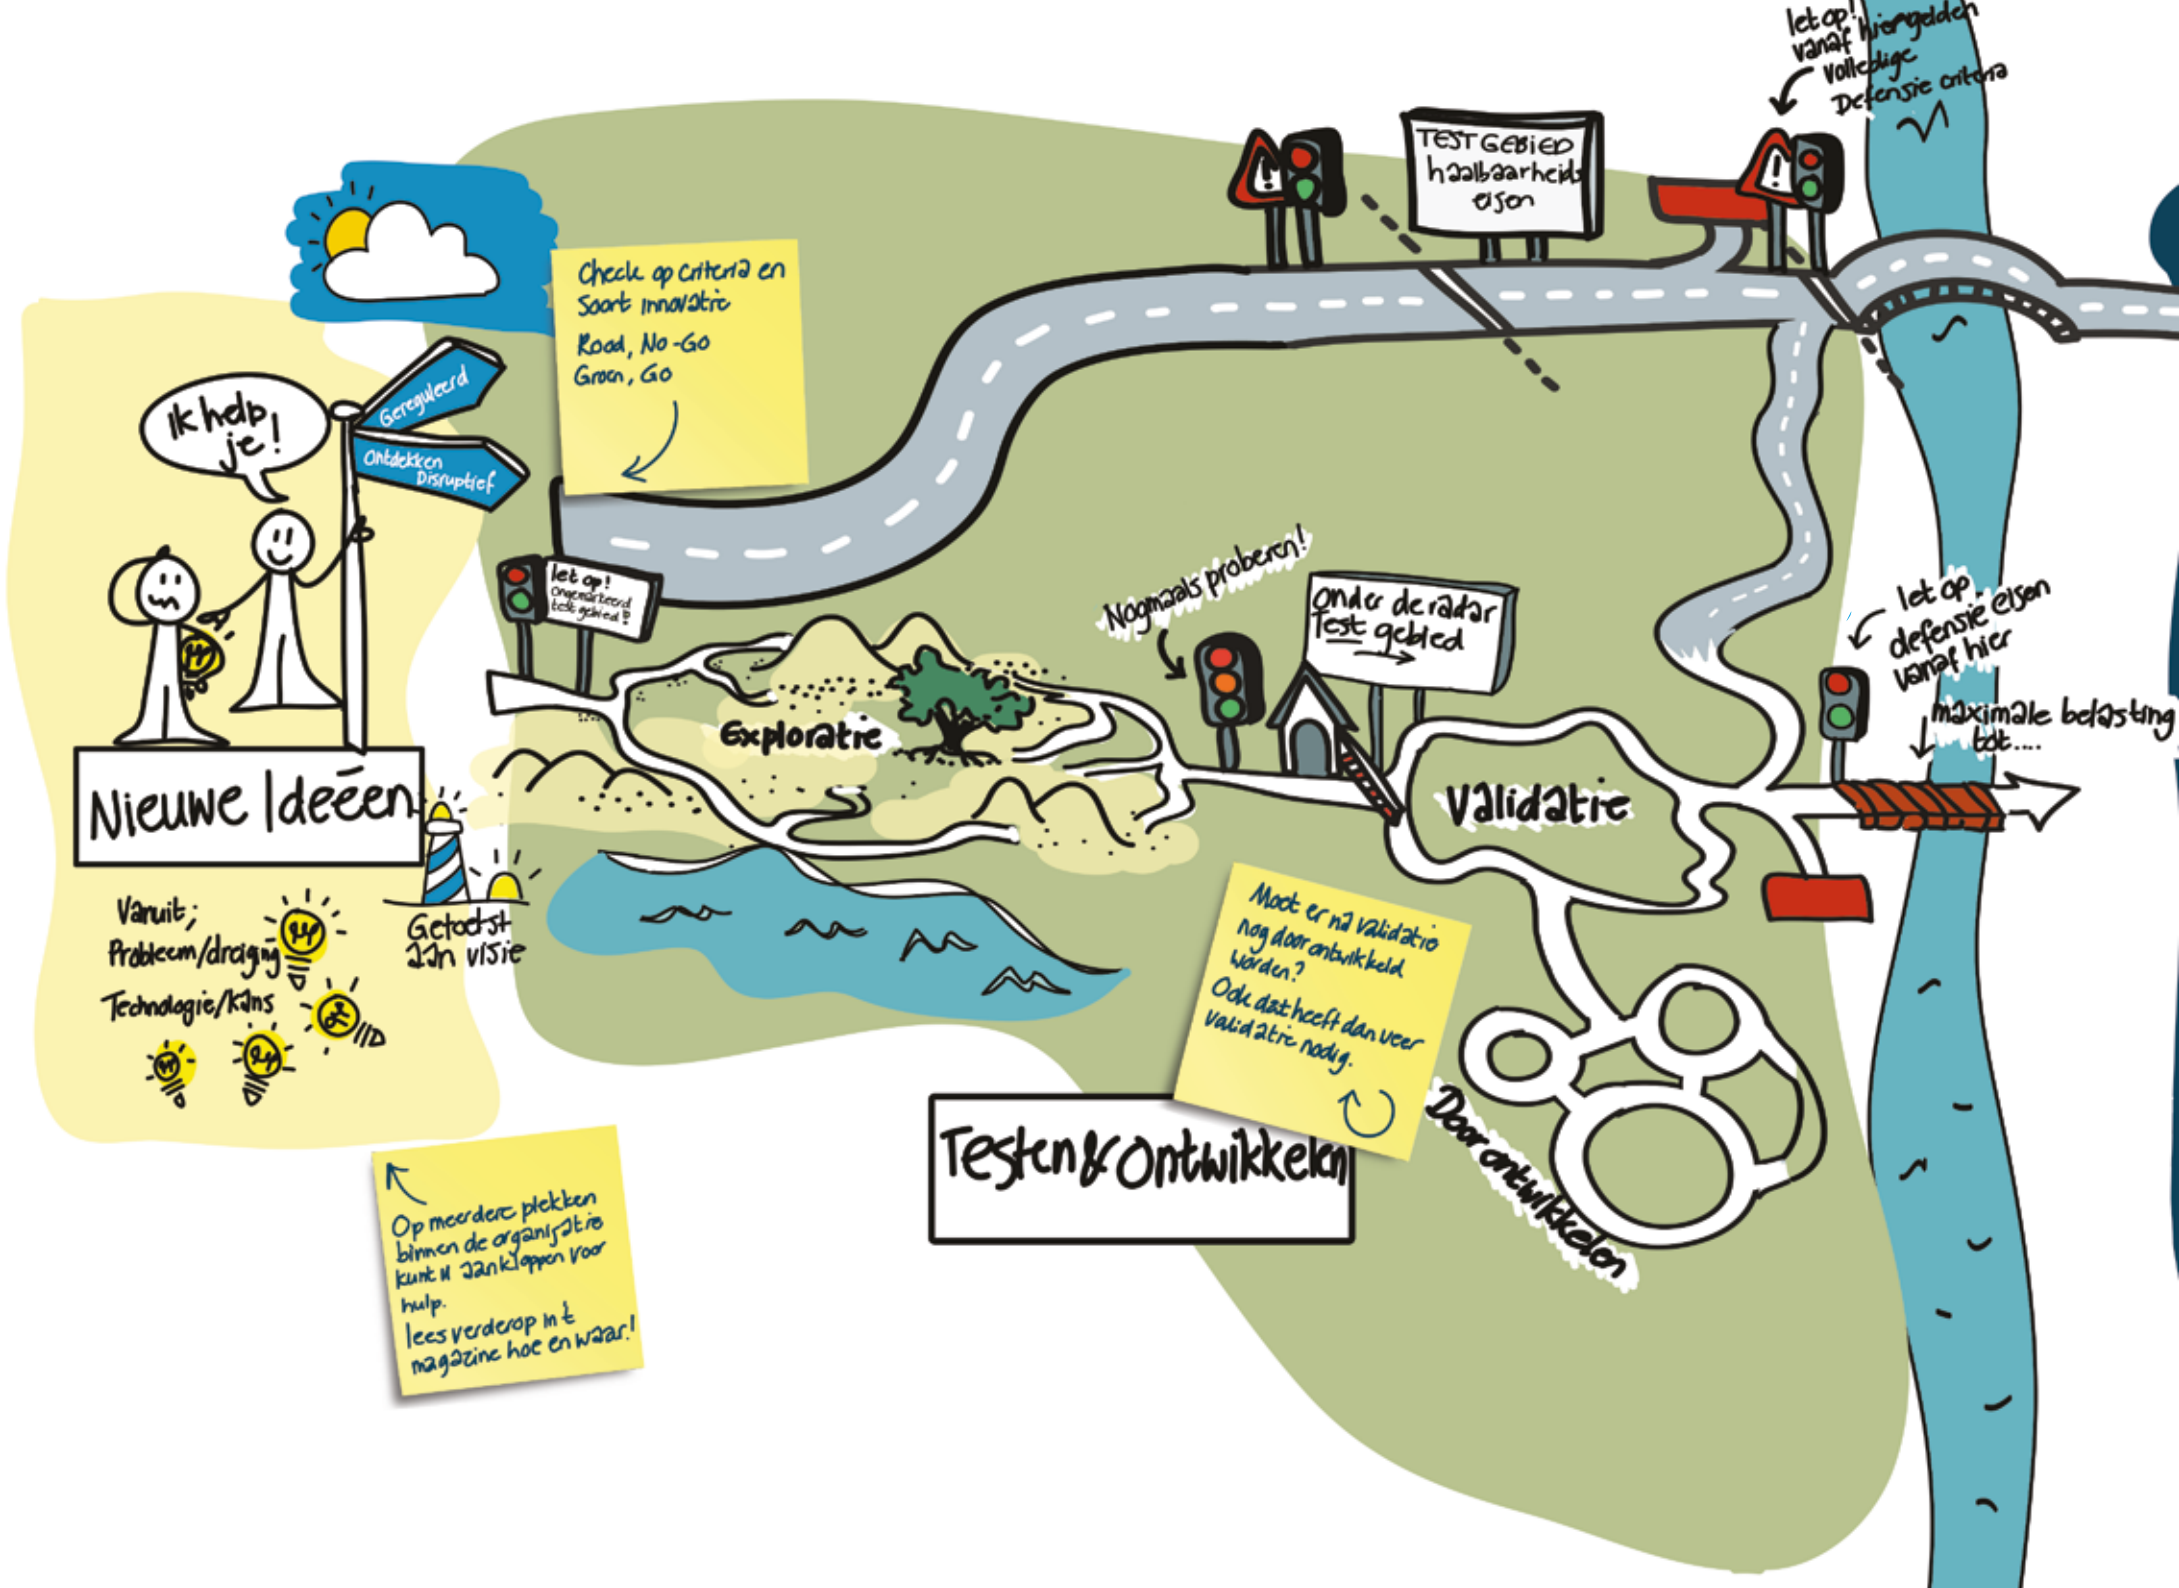 Ik help
je!
Gereguleerd
Ontdekken
Disruptief
Nieuwe Ideeën
Vanuit;
Probleem/dreiging
Technologie/kans
Getoetst
aan visie
Op meerdere plekken
binnen de organisatie
kunt u aankloppen voor
hulp.
lees verderop in t
magazine hoe en waar!
Check op criteria en
Soort innovatie
Rood, No-Go
Groen, Go
let op!
Ongemarkeerd
test gebied!
Exploratie
Nogmaals proberen!
onder de radar
Test gebied
Validatie
Moet er na validatie
nog door ontwikkeld
worden?
Ook dat heeft dan weer
validatie nodig.
Testen & Ontwikkelen
Door ontwikkelen
TEST GEBIED
haalbaarheids
eisen
let op!
vanaf hier gelden
volledige
Defensie criteria
let op
defensie eisen
vanaf hier
maximale belasting
tot....